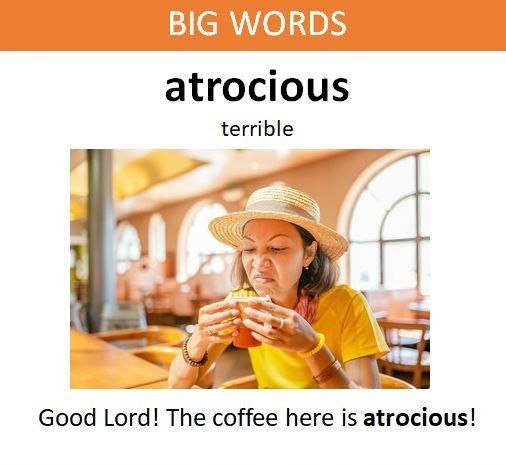 BIG WORDS
atrocious
terrible
Good Lord! The coffee here is atrocious!